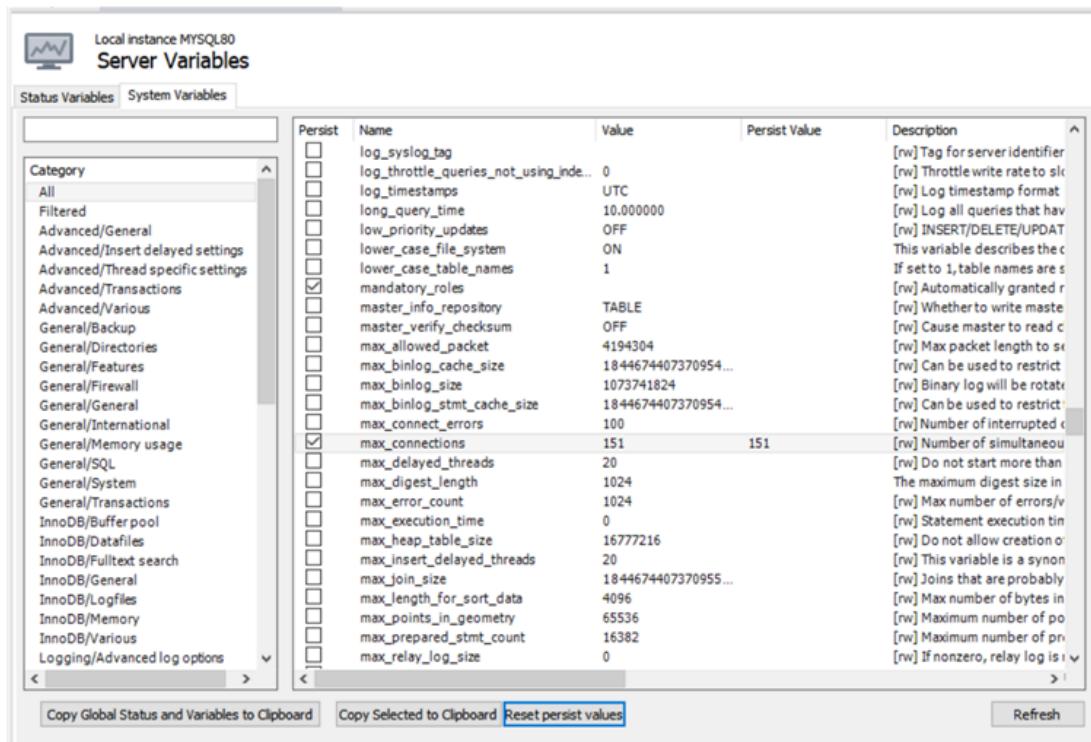 Local instance MYSQL80
Server Variables
Status Variables System Variables
Category
All
Filtered
Advanced/General
Advanced/Insert delayed settings
Advanced/Thread specific settings
Advanced/Transactions
Advanced/Various
General/Backup
General/Directories
General/Features
General/Firewall
General/General
General/International
General/Memory usage
General/SQL
General/System
General/Transactions
InnoDB/Buffer pool
InnoDB/Datafiles
InnoDB/Fulltext search
InnoDB/General
InnoDB/Logfiles
InnoDB/Memory
InnoDB/Various
Logging/Advanced log options
Persist Name Value Persist Value Description
log_syslog_tag [rw] Tag for server identifier
log_throttle_queries_not_using_inde... 0 [rw] Throttle write rate to slo
log_timestamps UTC [rw] Log timestamp format
long_query_time 10.000000 [rw] Log all queries that hav
low_priority_updates OFF [rw] INSERT/DELETE/UPDAT
lower_case_file_system ON This variable describes the c
lower_case_table_names 1 If set to 1, table names are s
mandatory_roles [rw] Automatically granted r
master_info_repository TABLE [rw] Whether to write maste
master_verify_checksum OFF [rw] Cause master to read c
max_allowed_packet 4194304 [rw] Max packet length to se
max_binlog_cache_size 1844674407370954... [rw] Can be used to restrict
max_binlog_size 1073741824 [rw] Binary log will be rotate
max_binlog_stmt_cache_size 1844674407370954... [rw] Can be used to restrict
max_connect_errors 100 [rw] Number of interrupted c
max_connections 151 151 [rw] Number of simultaneou
max_delayed_threads 20 [rw] Do not start more than
max_digest_length 1024 The maximum digest size in
max_error_count 1024 [rw] Max number of errors/w
max_execution_time 0 [rw] Statement execution tim
max_heap_table_size 16777216 [rw] Do not allow creation o
max_insert_delayed_threads 20 [rw] This variable is a synon
max_join_size 1844674407370955... [rw] Joins that are probably
max_length_for_sort_data 4096 [rw] Max number of bytes in
max_points_in_geometry 65536 [rw] Maximum number of po
max_prepared_stmt_count 16382 [rw] Maximum number of pr
max_relay_log_size 0 [rw] If nonzero, relay log is
Copy Global Status and Variables to Clipboard Copy Selected to Clipboard Reset persist values Refresh